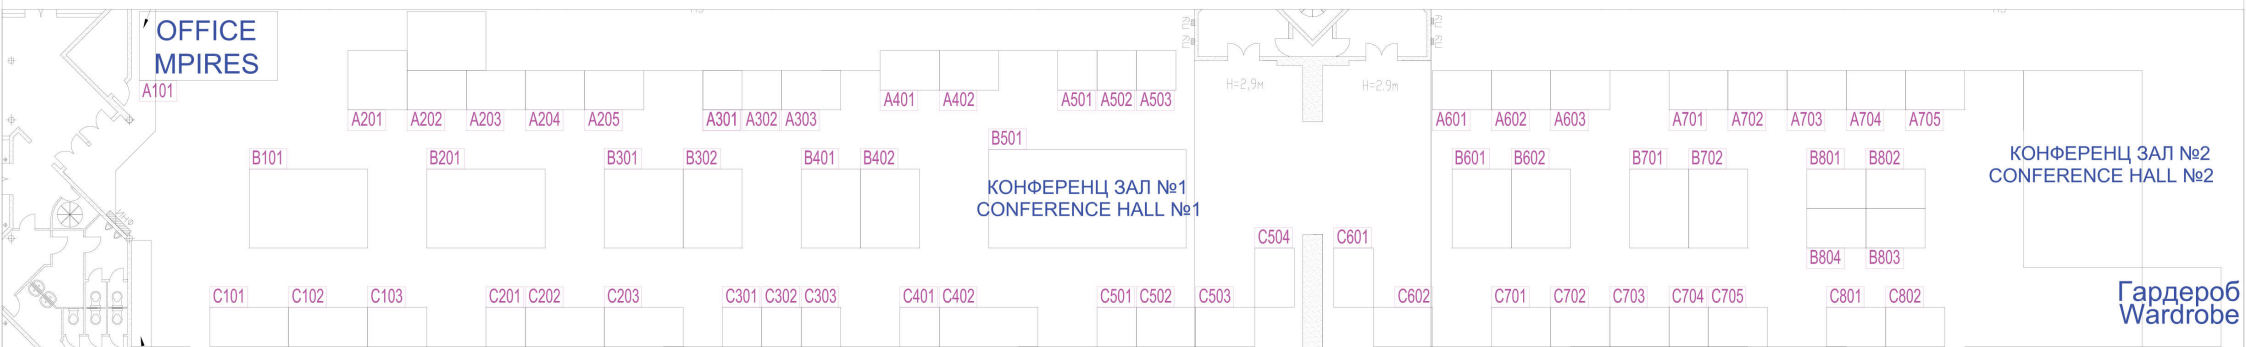 OFFICE
MPIRES
A101
A201 A202 A203 A204 A205 A301 A302 A303
A401 A402 A501 A502 A503
H=2,9м H=2.9м
A601 A602 A603 A701 A702 A703 A704 A705
B101 B201 B301 B302 B401 B402
B501
B601 B602 B701 B702 B801 B802
КОНФЕРЕНЦ ЗАЛ №1
CONFERENCE HALL №1
КОНФЕРЕНЦ ЗАЛ №2
CONFERENCE HALL №2
C504 C601
B804 B803
C101 C102 C103 C201 C202 C203 C301 C302 C303 C401 C402 C501 C502 C503 C602 C701 C702 C703 C704 C705 C801 C802
Гардероб
Wardrobe